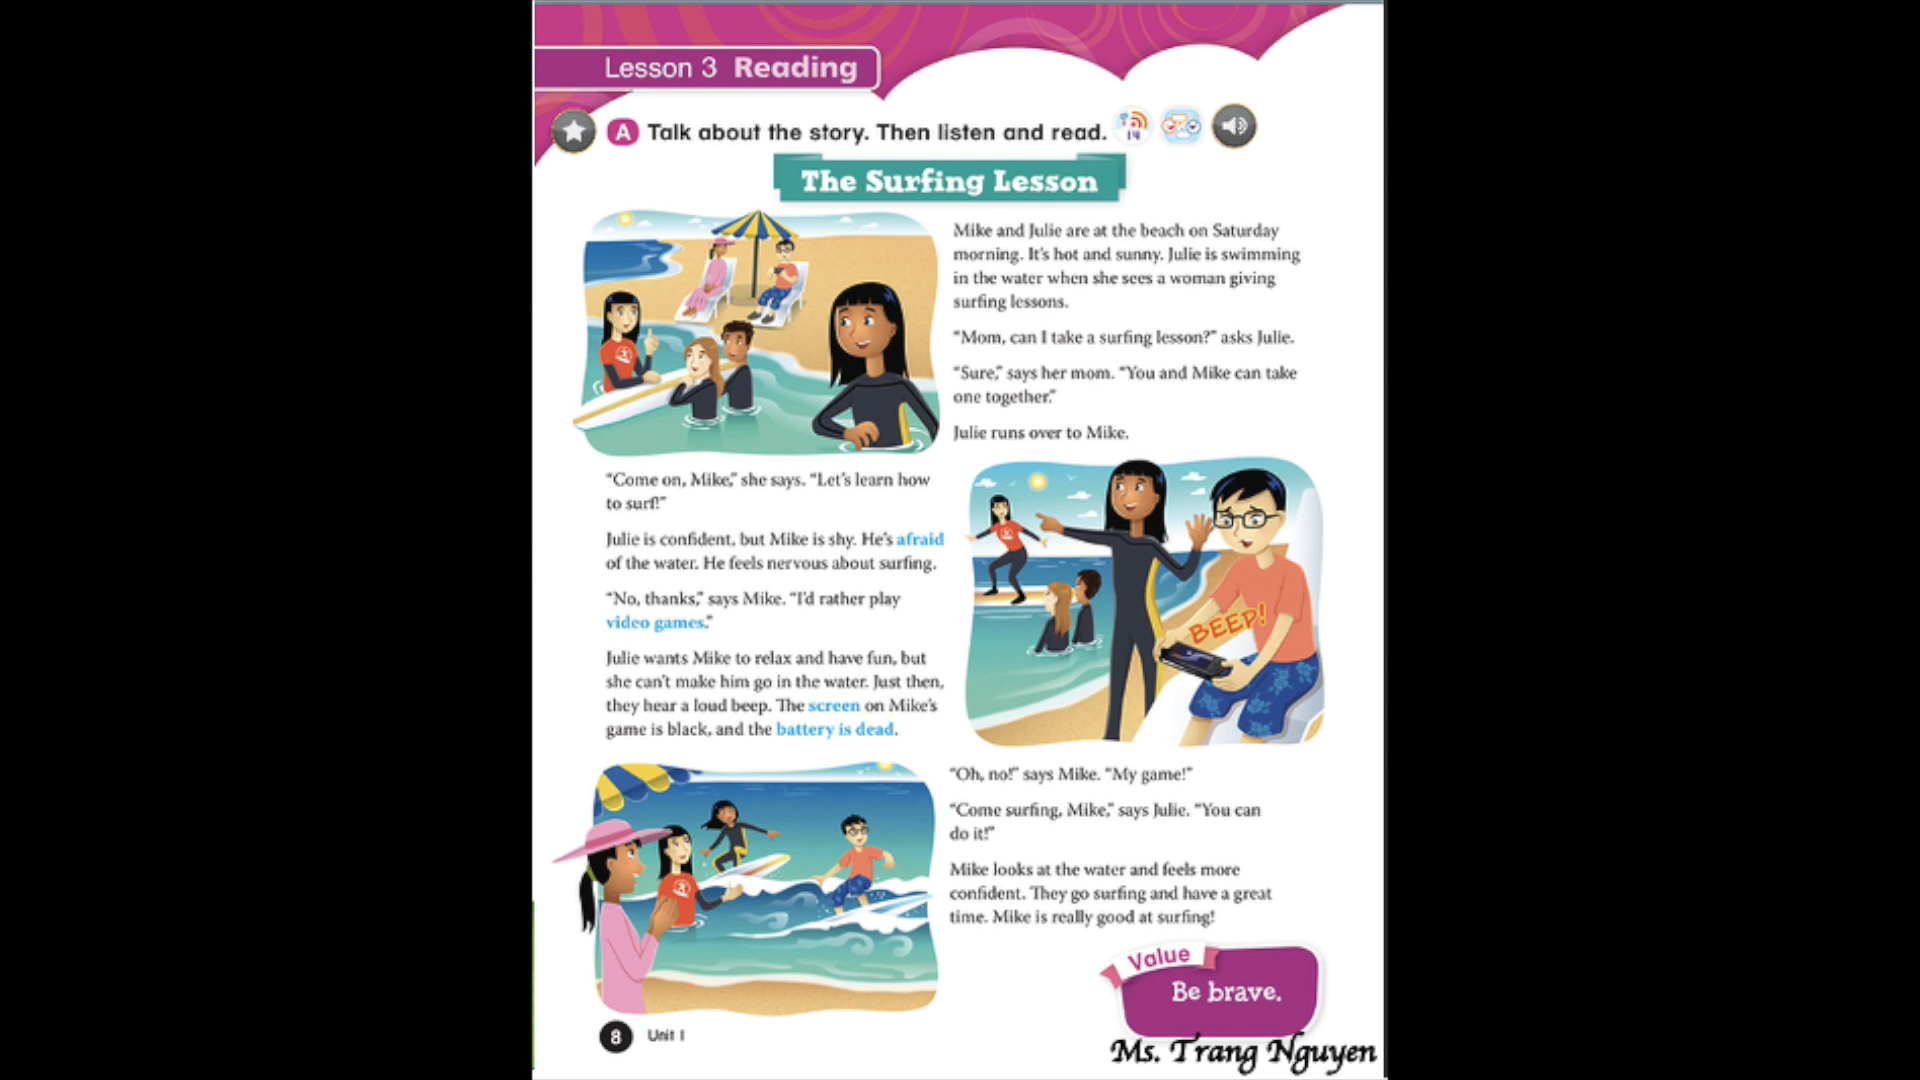 Lesson 3 Reading
A Talk about the story. Then listen and read.
14
The Surfing Lesson
Mike and Julie are at the beach on Saturday
morning. It's hot and sunny. Julie is swimming
in the water when she sees a woman giving
surfing lessons.
“Mom, can I take a surfing lesson?” asks Julie.
“Sure,” says her mom. “You and Mike can take
one together.”
Julie runs over to Mike.
“Come on, Mike,” she says. “Let's learn how
to surf!”
Julie is confident, but Mike is shy. He's afraid
of the water. He feels nervous about surfing.
“No, thanks,” says Mike. “I'd rather play
video games.”
Julie wants Mike to relax and have fun, but
she can't make him go in the water. Just then,
they hear a loud beep. The screen on Mike's
game is black, and the battery is dead.
BEEP!
“Oh, no!” says Mike. “My game!”
“Come surfing, Mike,” says Julie. “You can
do it!”
Mike looks at the water and feels more
confident. They go surfing and have a great
time. Mike is really good at surfing!
Value
Be brave.
8 Unit 1
Ms. Trang Nguyen